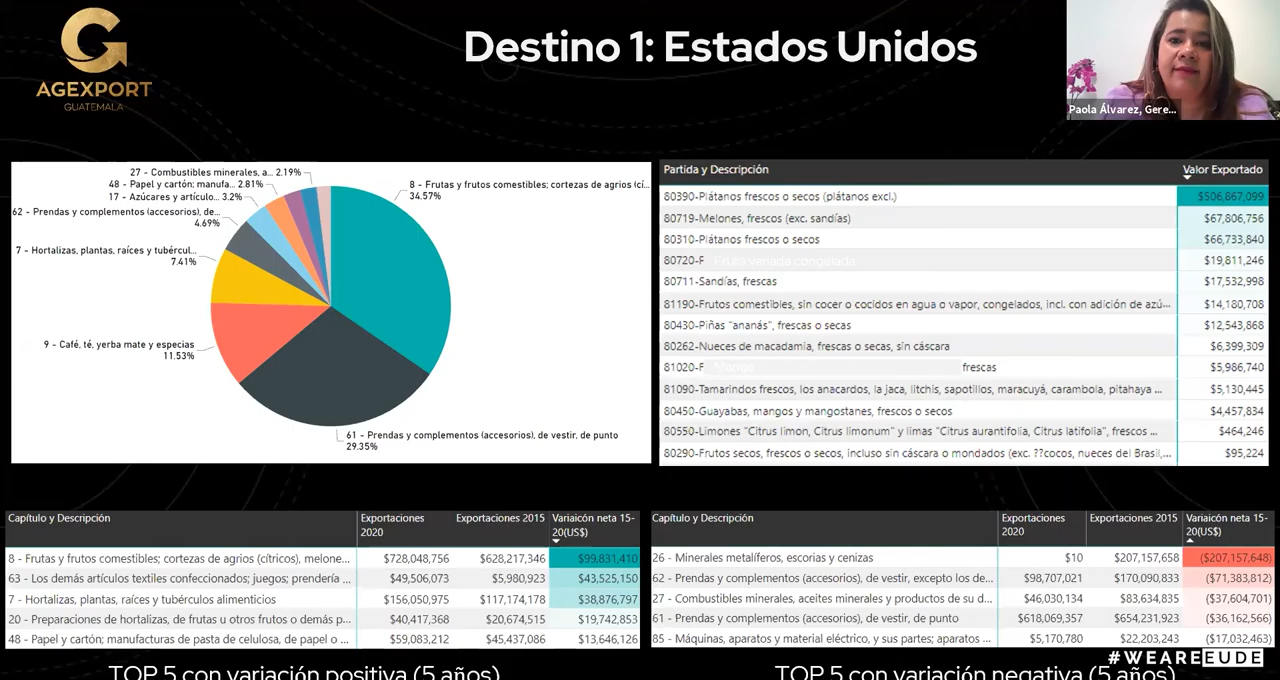 AGEXPORT
GUATEMALA
Destino 1: Estados Unidos
Paola Álvarez, Gere...
27 - Combustibles minerales, a... 2.19%
48 - Papel y cartón; manufa... 2.81%
17 - Azúcares y artículo... 3.2%
62 - Prendas y complementos (accesorios), de...
4.69%
7 - Hortalizas, plantas, raíces y tubércul...
7.41%
9 - Café, té, yerba mate y especias
11.53%
8 - Frutas y frutos comestibles; cortezas de agrios (cí...
34.57%
61 - Prendas y complementos (accesorios), de vestir, de punto
29.35%
Partida y Descripción Valor Exportado
80390-Plátanos frescos o secos (plátanos excl.) $506,867,099
80719-Melones, frescos (exc. sandías) $67,806,756
80310-Plátanos frescos o secos $66,733,840
80720-F Fruta variada congelada $19,811,246
80711-Sandías, frescas $17,532,998
81190-Frutos comestibles, sin cocer o cocidos en agua o vapor, congelados, incl. con adición de azú... $14,180,708
80430-Piñas "ananás", frescas o secas $12,543,868
80262-Nueces de macadamia, frescas o secas, sin cáscara $6,399,309
81020-F frescas $5,986,740
81090-Tamarindos frescos, los anacardos, la jaca, litchis, sapotillos, maracuyá, carambola, pitahaya ... $5,130,445
80450-Guayabas, mangos y mangostanes, frescos o secos $4,457,834
80550-Limones "Citrus limon, Citrus limonum" y limas "Citrus aurantifolia, Citrus latifolia", frescos ... $464,246
80290-Frutos secos, frescos o secos, incluso sin cáscara o mondados (exc. ??cocos, nueces del Brasil,... $95,224
Capítulo y Descripción Exportaciones 2020 Exportaciones 2015 Variaicón neta 15-20(US$)
8 - Frutas y frutos comestibles; cortezas de agrios (cítricos), melone... $728,048,756 $628,217,346 $99,831,410
63 - Los demás artículos textiles confeccionados; juegos; prendería ... $49,506,073 $5,980,923 $43,525,150
7 - Hortalizas, plantas, raíces y tubérculos alimenticios $156,050,975 $117,174,178 $38,876,797
20 - Preparaciones de hortalizas, de frutas u otros frutos o demás p... $40,417,368 $20,674,515 $19,742,853
48 - Papel y cartón; manufacturas de pasta de celulosa, de papel o ... $59,083,212 $45,437,086 $13,646,126
TOP 5 con variación positiva (5 años)
Capítulo y Descripción Exportaciones 2020 Exportaciones 2015 Variaicón neta 15-20(US$)
26 - Minerales metalíferos, escorias y cenizas $10 $207,157,658 ($207,157,648)
62 - Prendas y complementos (accesorios), de vestir, excepto los de... $98,707,021 $170,090,833 ($71,383,812)
27 - Combustibles minerales, aceites minerales y productos de su d... $46,030,134 $83,634,835 ($37,604,701)
61 - Prendas y complementos (accesorios), de vestir, de punto $618,069,357 $654,231,923 ($36,162,566)
85 - Máquinas, aparatos y material eléctrico, y sus partes; aparatos ... $5,170,780 $22,203,243 ($17,032,463)
TOP 5 con variación negativa (5 años)
#WEAREEUDE